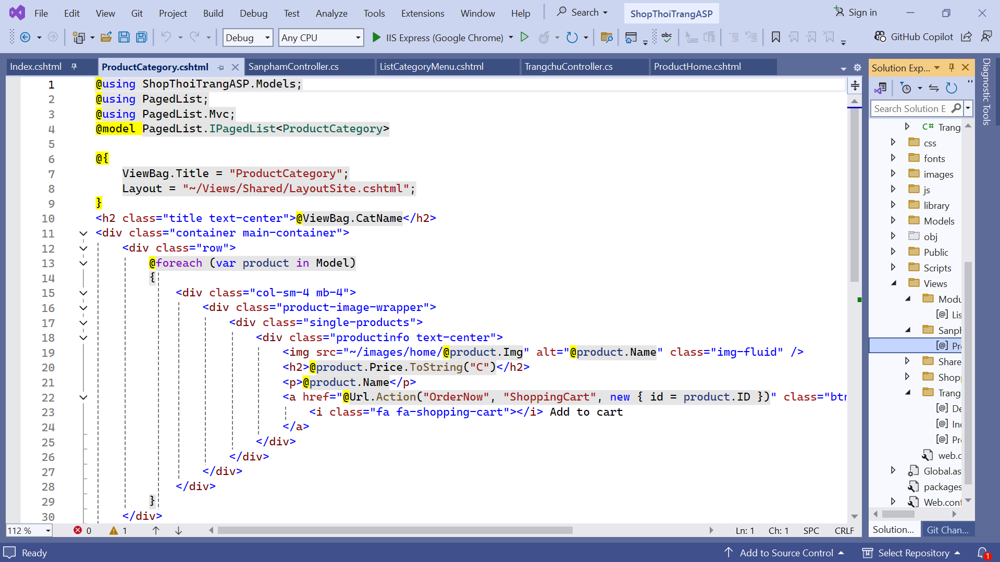 File Edit View Git Project Build Debug Test Analyze Tools Extensions Window Help Search ShopThoiTrangASP Sign in
Debug Any CPU IIS Express (Google Chrome) abc GitHub Copilot
Index.cshtml ProductCategory.cshtml SanphamController.cs ListCategoryMenu.cshtml TrangchuController.cs ProductHome.cshtml
Solution Exp...
Diagnostic Tools
Search Solution E
1 @using ShopThoiTrangASP.Models;
2 @using PagedList;
3 @using PagedList.Mvc;
4 @model PagedList.IPagedList<ProductCategory>
5
6 @{
7 ViewBag.Title = "ProductCategory";
8 Layout = "~/Views/Shared/LayoutSite.cshtml";
9 }
10 <h2 class="title text-center">@ViewBag.CatName</h2>
11 <div class="container main-container">
12 <div class="row">
13 @foreach (var product in Model)
14 {
15 <div class="col-sm-4 mb-4">
16 <div class="product-image-wrapper">
17 <div class="single-products">
18 <div class="productinfo text-center">
19 <img src="~/images/home/@product.Img" alt="@product.Name" class="img-fluid" />
20 <h2>@product.Price.ToString("C")</h2>
21 <p>@product.Name</p>
22 <a href="@Url.Action("OrderNow", "ShoppingCart", new { id = product.ID })" class="btn
23 <i class="fa fa-shopping-cart"></i> Add to cart
24 </a>
25 </div>
26 </div>
27 </div>
28 </div>
29 }
30 </div>
C# Trang
css
fonts
images
js
library
Models
obj
Public
Scripts
Views
Modu
[@] Lis
Sanph
[@] Pr
Share
Shop
Trang
[@] De
[@] In
[@] Pr
web.c
Global.as
packages
Web.conf
112 % 0 1 Ln: 1 Ch: 1 SPC CRLF
Solution... Git Chan...
Ready Add to Source Control Select Repository 1